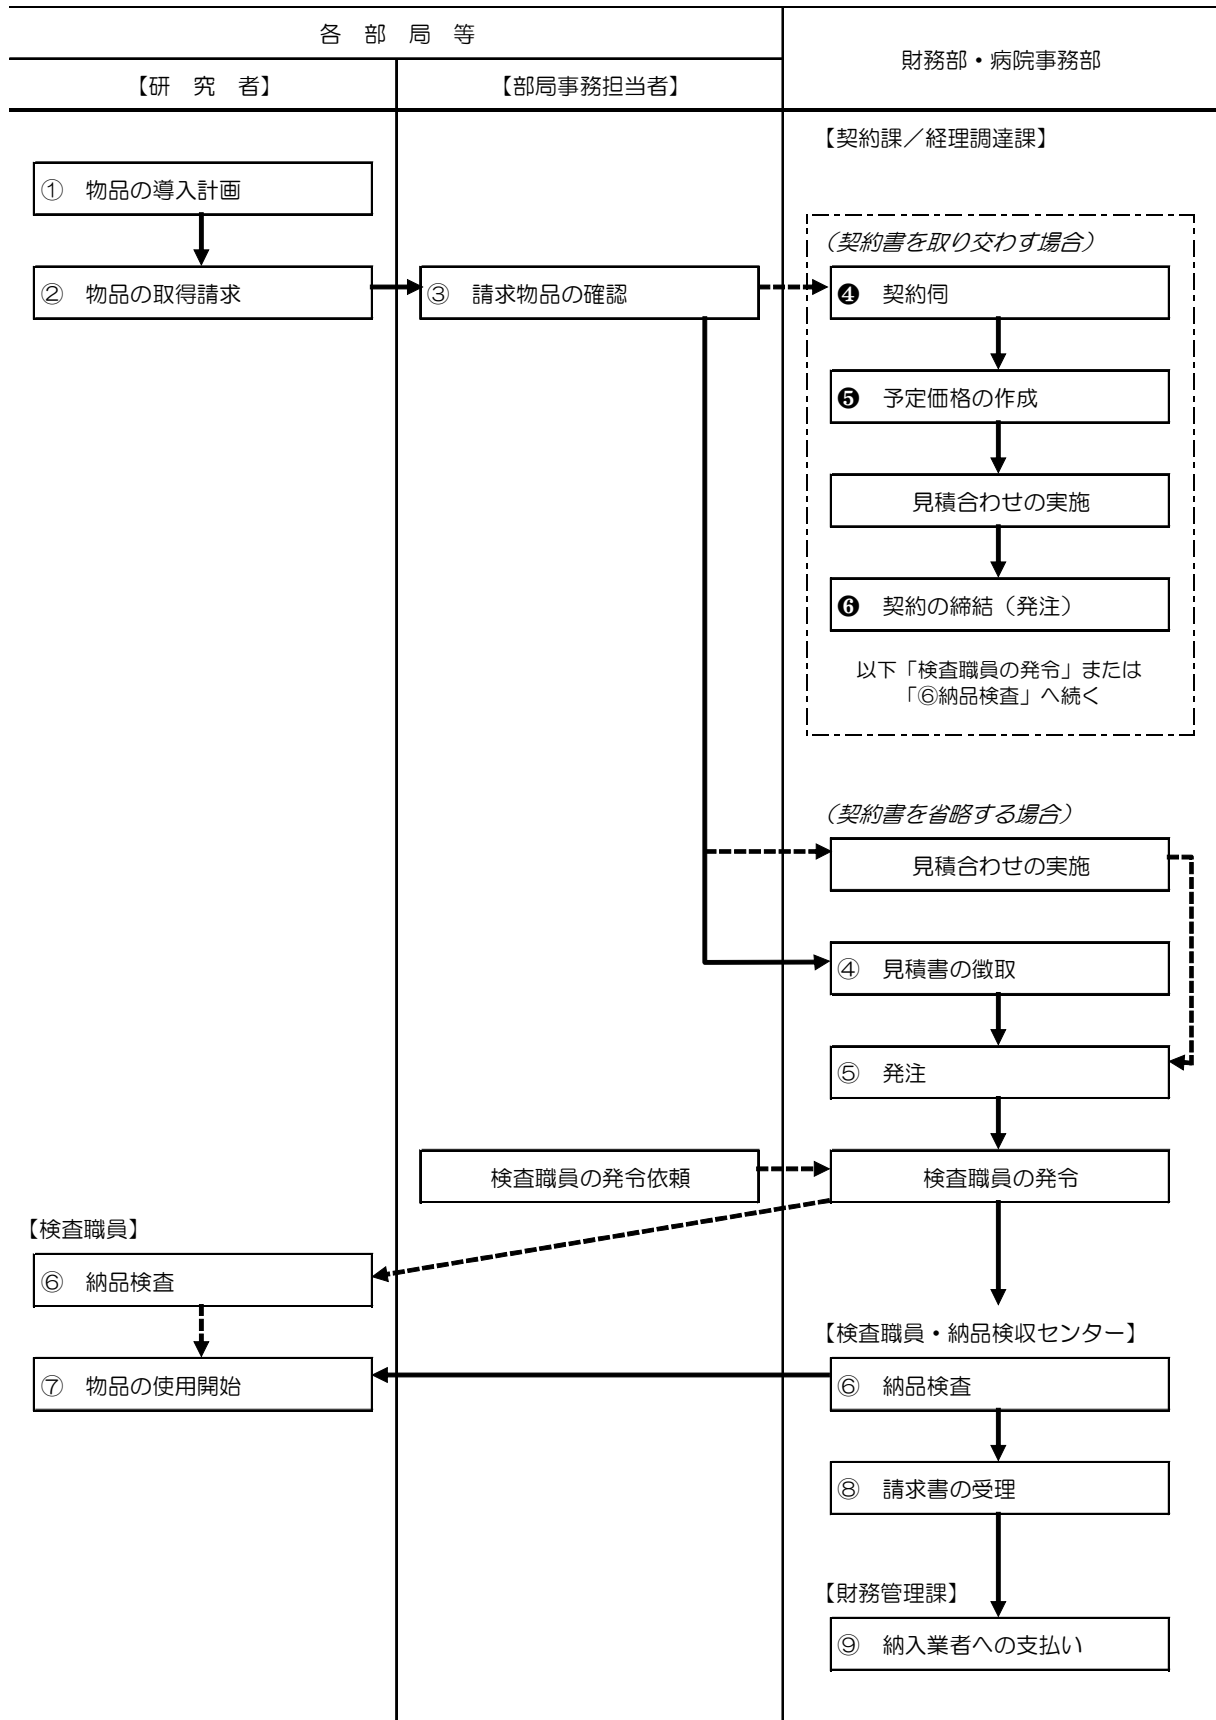 各　部　局　等
財務部・病院事務部
【研　究　者】
【部局事務担当者】
【契約課／経理調達課】
①　物品の導入計画
（契約書を取り交わす場合）
②　物品の取得請求
③　請求物品の確認
❹　契約伺
❺　予定価格の作成
見積合わせの実施
❻　契約の締結（発注）
以下「検査職員の発令」または
「⑥納品検査」へ続く
（契約書を省略する場合）
見積合わせの実施
④　見積書の徴取
⑤　発注
検査職員の発令依頼
検査職員の発令
【検査職員】
⑥　納品検査
【検査職員・納品検収センター】
⑦　物品の使用開始
⑥　納品検査
⑧　請求書の受理
【財務管理課】
⑨　納入業者への支払い